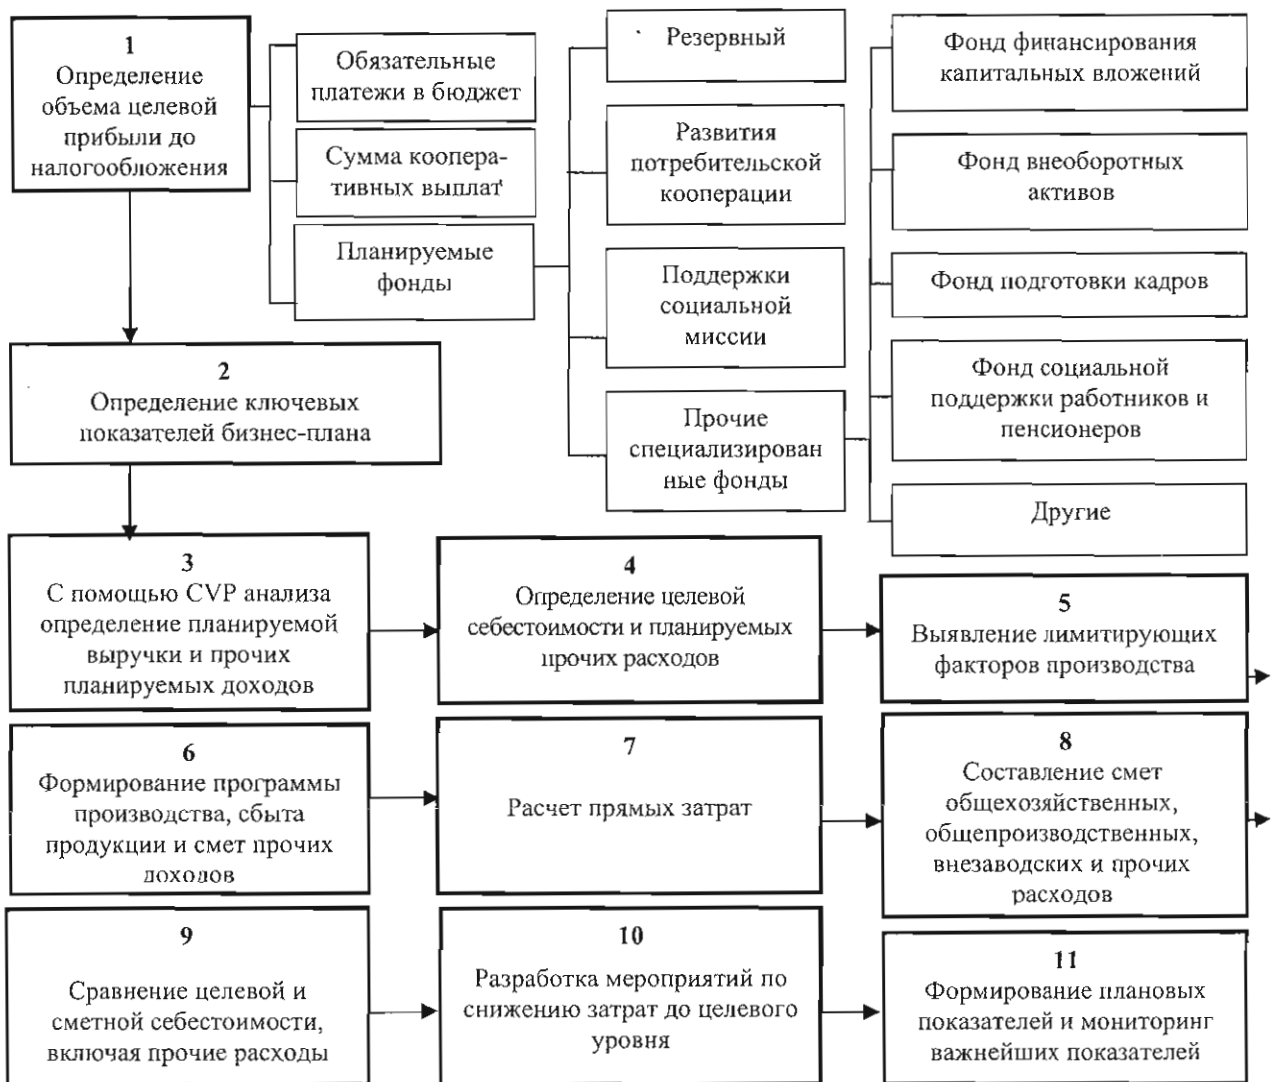 1
Определение
объема целевой
прибыли до
налогообложения
Обязательные
платежи в бюджет
Сумма коопера-
тивных выплат
Планируемые
фонды
Резервный
Развития
потребительской
кооперации
Поддержки
социальной
миссии
Прочие
специализирован
ные фонды
Фонд финансирования
капитальных вложений
Фонд внеоборотных
активов
Фонд подготовки кадров
Фонд социальной
поддержки работников и
пенсионеров
Другие
2
Определение ключевых
показателей бизнес-плана
3
С помощью CVP анализа
определение планируемой
выручки и прочих
планируемых доходов
4
Определение целевой
себестоимости и планируемых
прочих расходов
5
Выявление лимитирующих
факторов производства
6
Формирование программы
производства, сбыта
продукции и смет прочих
доходов
7
Расчет прямых затрат
8
Составление смет
общехозяйственных,
общепроизводственных,
внезаводских и прочих
расходов
9
Сравнение целевой и
сметной себестоимости,
включая прочие расходы
10
Разработка мероприятий по
снижению затрат до целевого
уровня
11
Формирование плановых
показателей и мониторинг
важнейших показателей